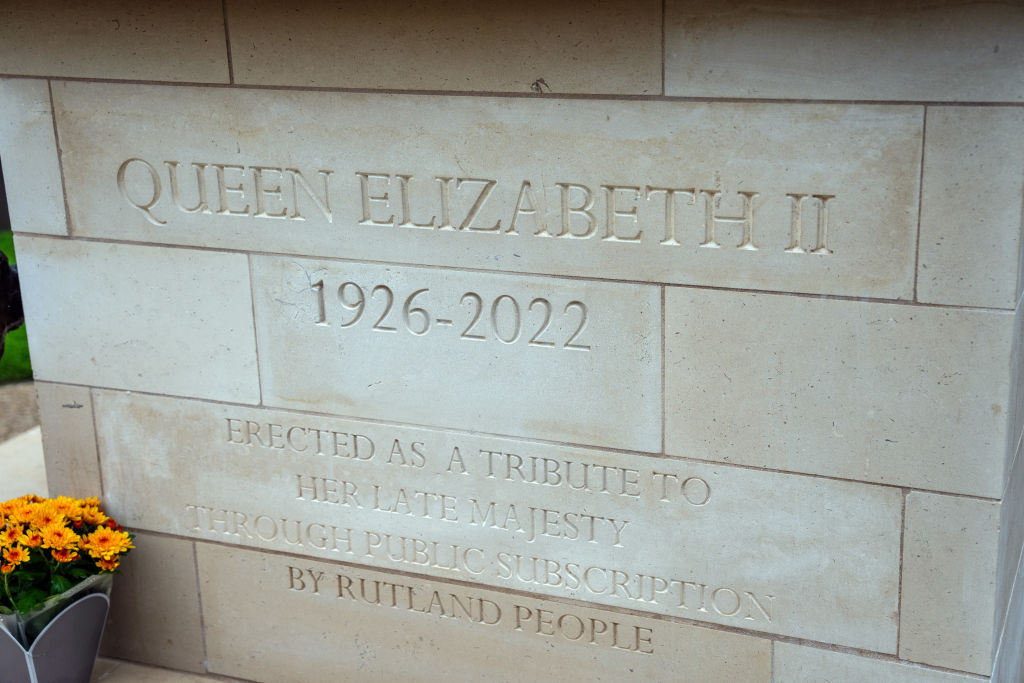 QUEEN ELIZABETH II
1926-2022
ERECTED AS A TRIBUTE TO
HER LATE MAJESTY
THROUGH PUBLIC SUBSCRIPTION
BY RUTLAND PEOPLE